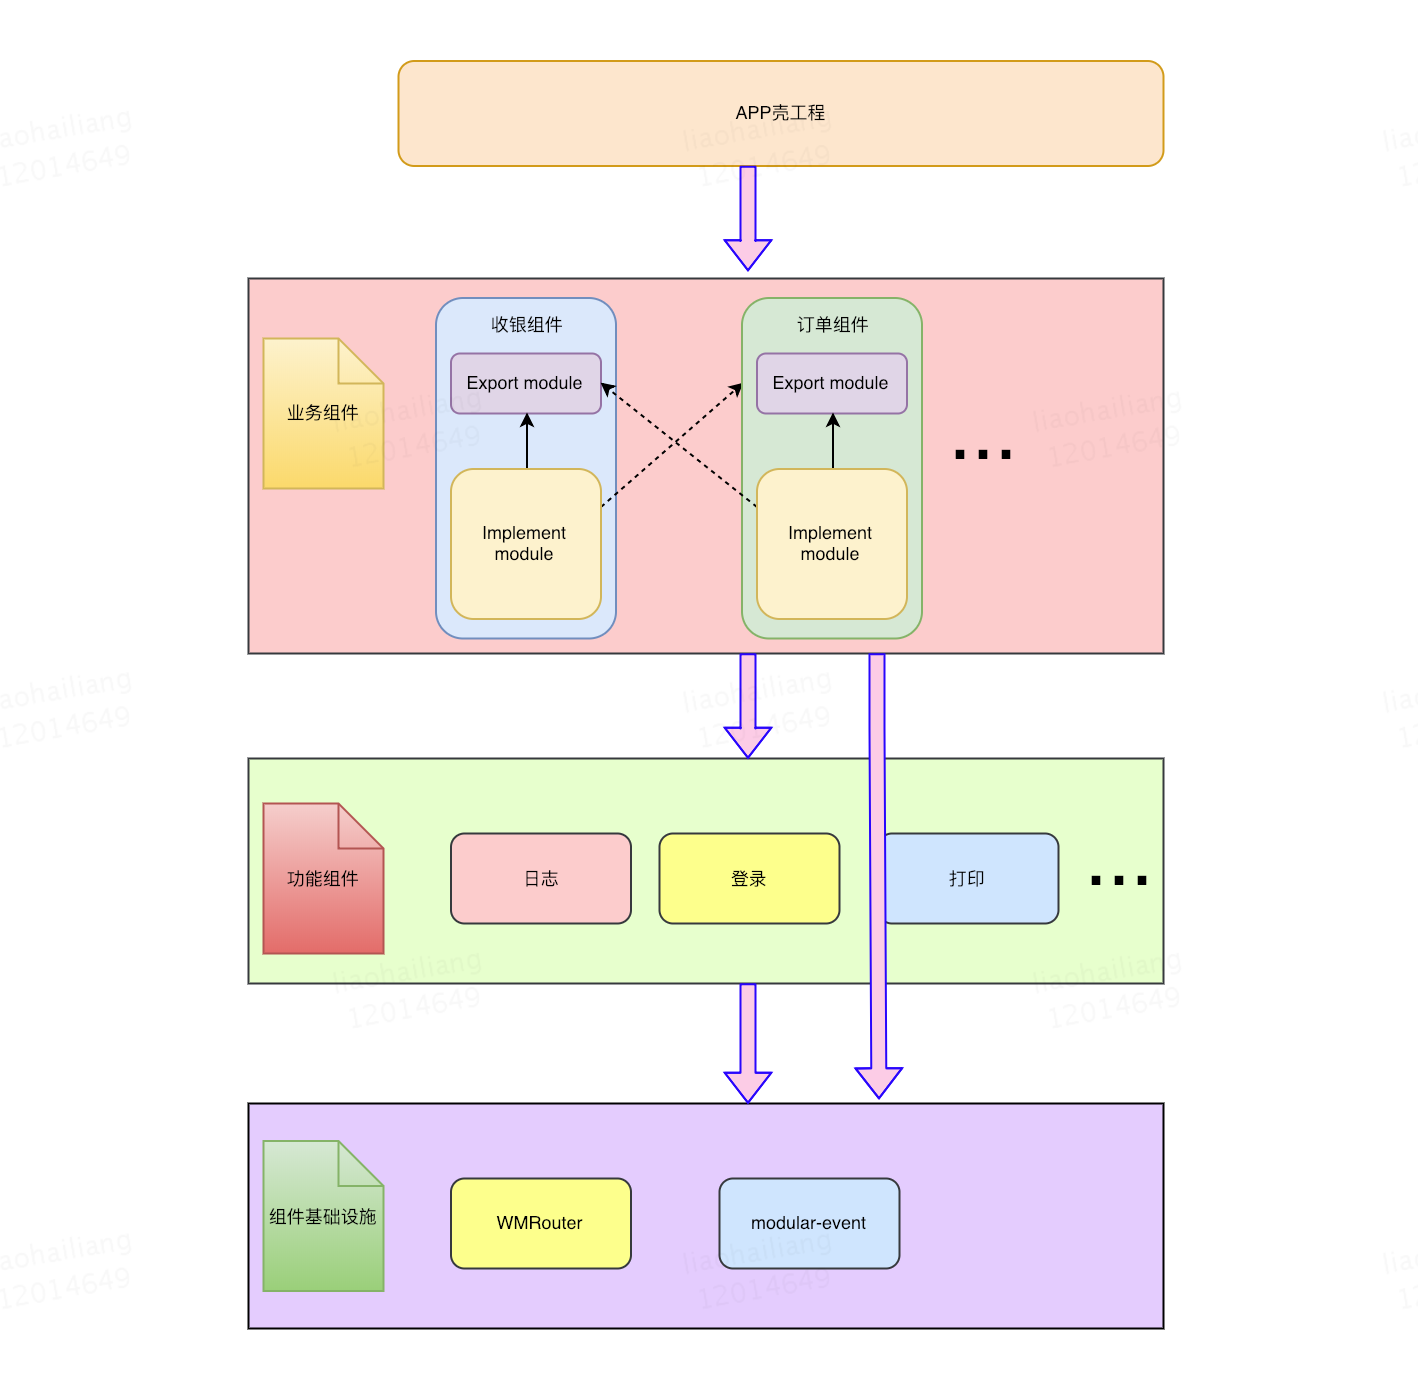 APP壳工程
收银组件
订单组件
Export module
Export module
业务组件
...
Implement
module
Implement
module
功能组件
日志
登录
打印
...
组件基础设施
WMRouter
modular-event
liaohailiang
12014649